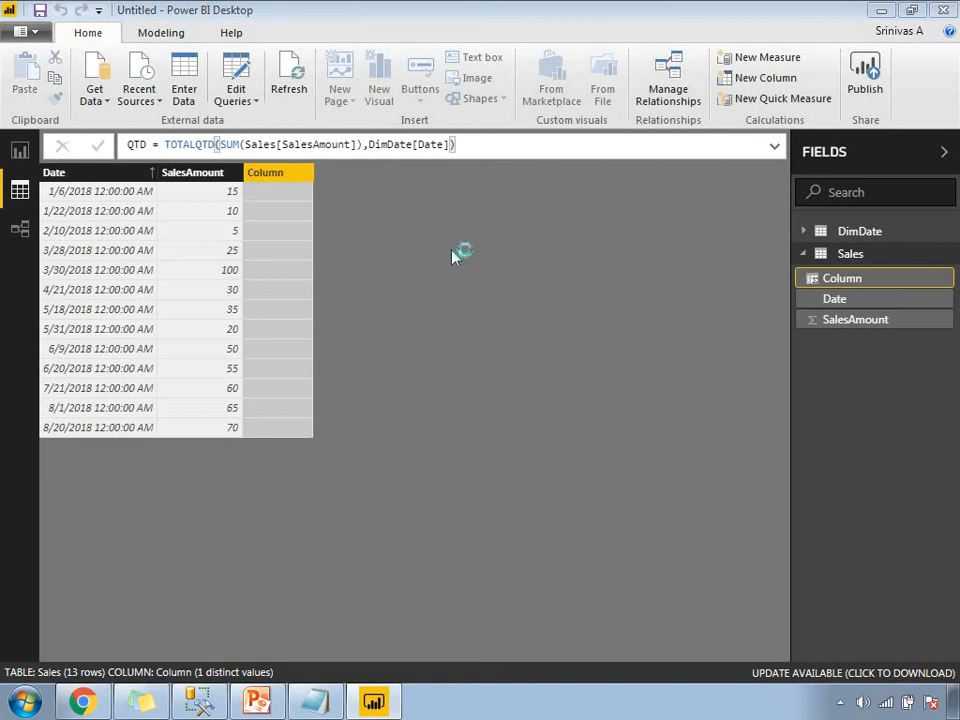 Untitled - Power BI Desktop
Home
Modeling
Help
Srinivas A
Paste
Get Data
Recent Sources
Enter Data
Edit Queries
Refresh
New Page
New Visual
Buttons
Text box
Image
Shapes
From Marketplace
From File
Manage Relationships
New Measure
New Column
New Quick Measure
Publish
Clipboard
External data
Insert
Custom visuals
Relationships
Calculations
Share
QTD = TOTALQTD(SUM(Sales[SalesAmount]),DimDate[Date])
FIELDS
Search
DimDate
Sales
Column
Date
SalesAmount
Date SalesAmount Column
1/6/2018 12:00:00 AM 15
1/22/2018 12:00:00 AM 10
2/10/2018 12:00:00 AM 5
3/28/2018 12:00:00 AM 25
3/30/2018 12:00:00 AM 100
4/21/2018 12:00:00 AM 30
5/18/2018 12:00:00 AM 35
5/31/2018 12:00:00 AM 20
6/9/2018 12:00:00 AM 50
6/20/2018 12:00:00 AM 55
7/21/2018 12:00:00 AM 60
8/1/2018 12:00:00 AM 65
8/20/2018 12:00:00 AM 70
TABLE: Sales (13 rows) COLUMN: Column (1 distinct values)
UPDATE AVAILABLE (CLICK TO DOWNLOAD)